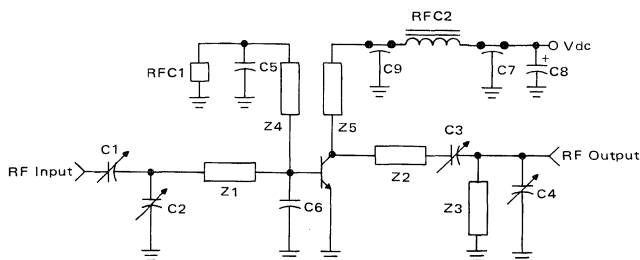 RFC2
Vdc
RFC1
C5
C9
C7
+
C8
Z4
Z5
C1
C3
RF Input
RF Output
Z1
Z2
C2
C6
Z3
C4